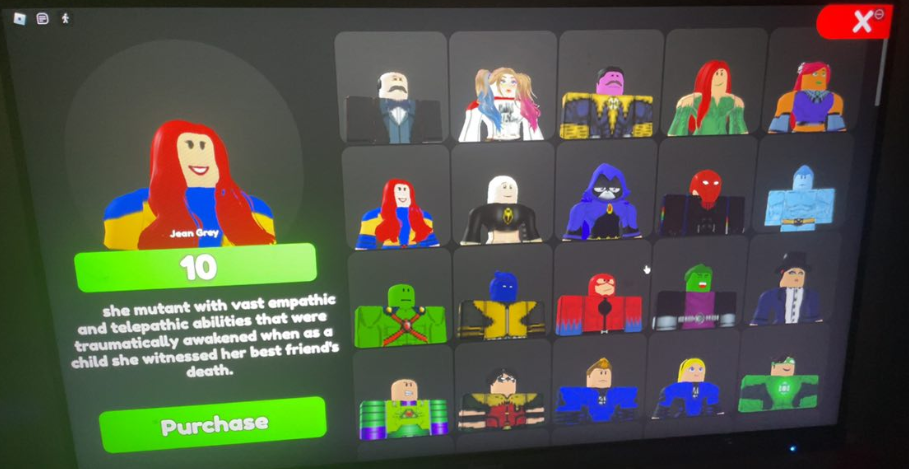 X
Jean Grey
10
she mutant with vast empathic
and telepathic abilities that were
traumatically awakened when as a
child she witnessed her best friend's
death.
Purchase